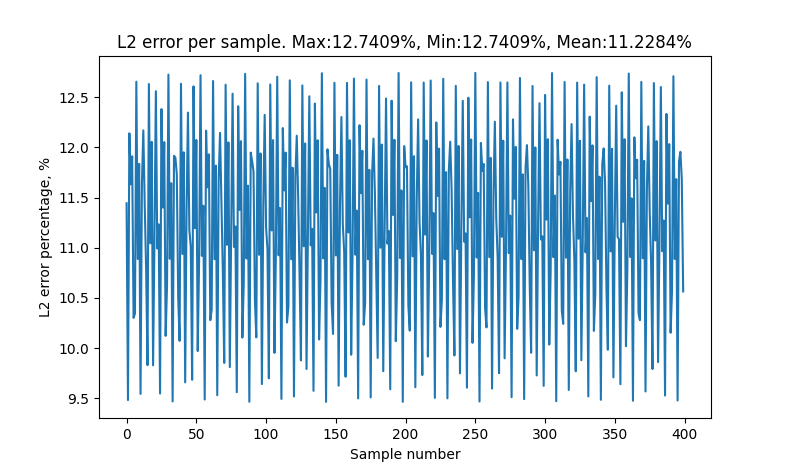 L2 error per sample. Max:12.7409%, Min:12.7409%, Mean:11.2284%
L2 error percentage, %
12.5
12.0
11.5
11.0
10.5
10.0
9.5
0 50 100 150 200 250 300 350 400
Sample number